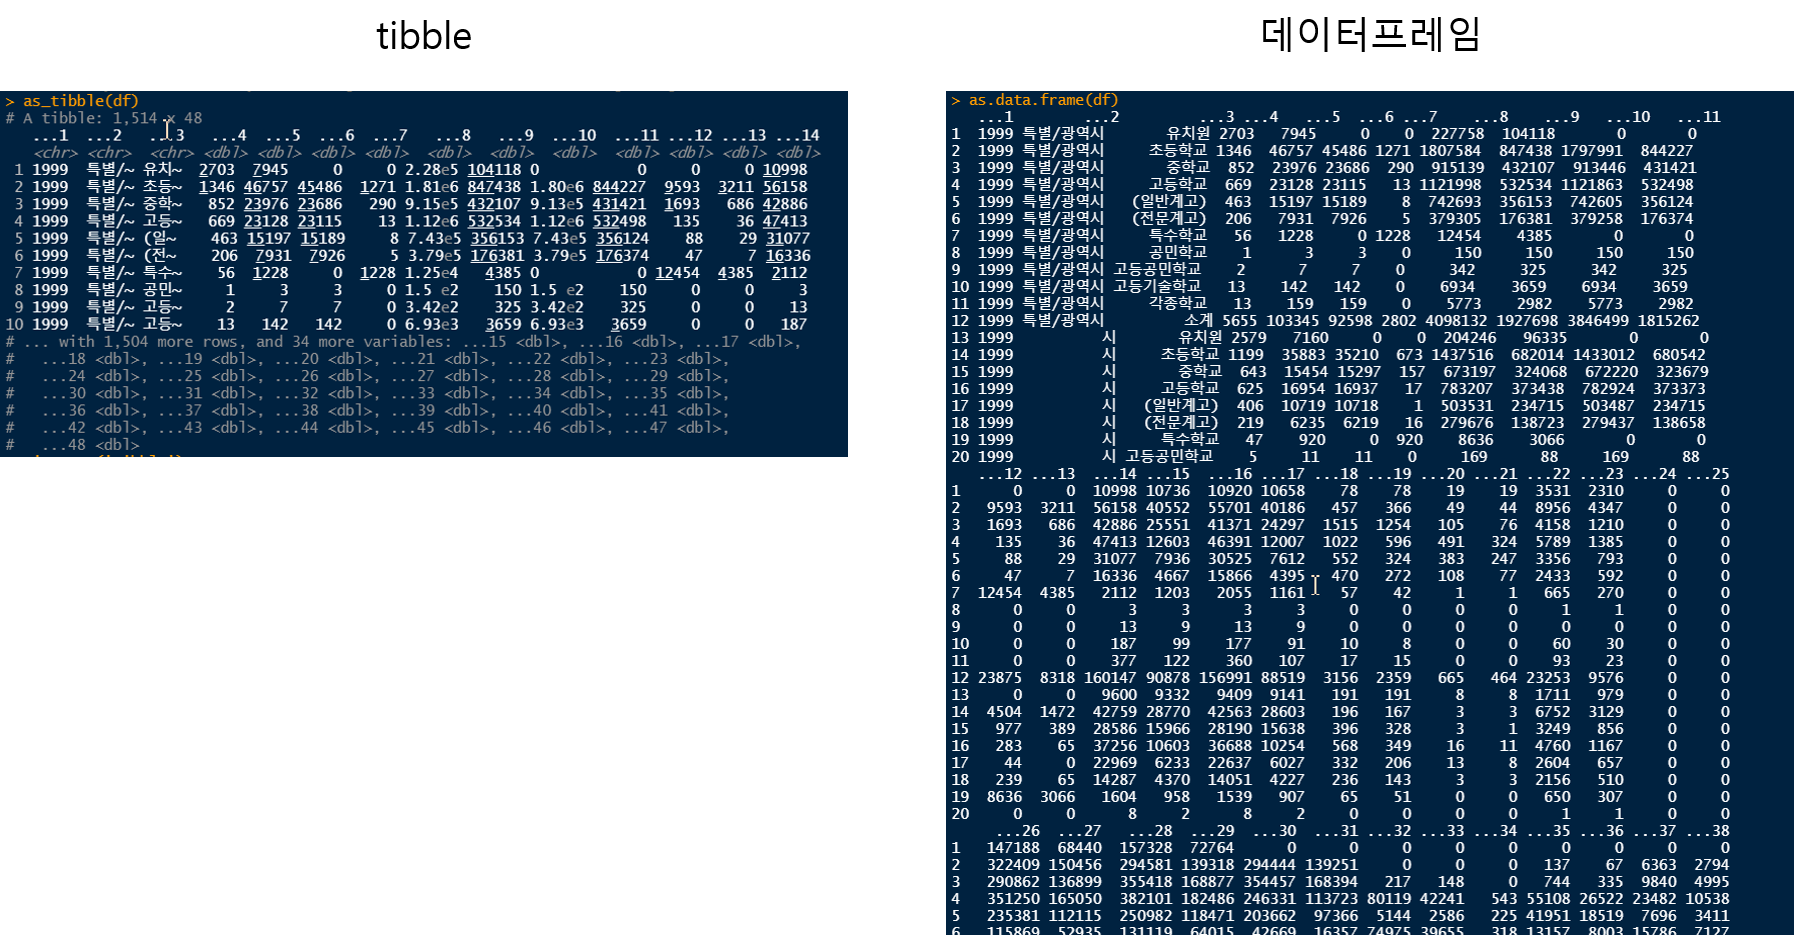 tibble
데이터프레임
> as_tibble(df)
# A tibble: 1,514 x 48
...1 ...2 ...3 ...4 ...5 ...6 ...7 ...8 ...9 ...10 ...11 ...12 ...13 ...14
<chr> <chr> <chr> <dbl> <dbl> <dbl> <dbl> <dbl> <dbl> <dbl> <dbl> <dbl> <dbl> <dbl>
1 1999 특별/~ 유치~ 2703 7945 0 0 2.28e5 104118 0 0 0 0 10998
2 1999 특별/~ 초등~ 1346 46757 45486 1271 1.81e6 847438 1.80e6 844227 9593 3211 56158
3 1999 특별/~ 중학~ 852 23976 23686 290 9.15e5 432107 9.13e5 431421 1693 686 42886
4 1999 특별/~ 고등~ 669 23128 23115 13 1.12e6 532534 1.12e6 532498 135 36 47413
5 1999 특별/~ (일~ 463 15197 15189 8 7.43e5 356153 7.43e5 356124 88 29 31077
6 1999 특별/~ (전~ 206 7931 7926 5 3.79e5 176381 3.79e5 176374 47 7 16336
7 1999 특별/~ 특수~ 56 1228 0 1228 1.25e4 4385 0 0 12454 4385 2112
8 1999 특별/~ 공민~ 1 3 3 0 1.5 e2 150 1.5 e2 150 0 0 3
9 1999 특별/~ 고등~ 2 7 7 0 3.42e2 325 3.42e2 325 0 0 13
10 1999 특별/~ 고등~ 13 142 142 0 6.93e3 3659 6.93e3 3659 0 0 187
# ... with 1,504 more rows, and 34 more variables: ...15 <dbl>, ...16 <dbl>, ...17 <dbl>,
# ...18 <dbl>, ...19 <dbl>, ...20 <dbl>, ...21 <dbl>, ...22 <dbl>, ...23 <dbl>,
# ...24 <dbl>, ...25 <dbl>, ...26 <dbl>, ...27 <dbl>, ...28 <dbl>, ...29 <dbl>,
# ...30 <dbl>, ...31 <dbl>, ...32 <dbl>, ...33 <dbl>, ...34 <dbl>, ...35 <dbl>,
# ...36 <dbl>, ...37 <dbl>, ...38 <dbl>, ...39 <dbl>, ...40 <dbl>, ...41 <dbl>,
# ...42 <dbl>, ...43 <dbl>, ...44 <dbl>, ...45 <dbl>, ...46 <dbl>, ...47 <dbl>,
# ...48 <dbl>
> as.data.frame(df)
...1 ...2 ...3 ...4 ...5 ...6 ...7 ...8 ...9 ...10 ...11
1 1999 특별/광역시 유치원 2703 7945 0 0 227758 104118 0 0
2 1999 특별/광역시 초등학교 1346 46757 45486 1271 1807584 847438 1797991 844227
3 1999 특별/광역시 중학교 852 23976 23686 290 915139 432107 913446 431421
4 1999 특별/광역시 고등학교 669 23128 23115 13 1121998 532534 1121863 532498
5 1999 특별/광역시 (일반계고) 463 15197 15189 8 742693 356153 742605 356124
6 1999 특별/광역시 (전문계고) 206 7931 7926 5 379305 176381 379258 176374
7 1999 특별/광역시 특수학교 56 1228 0 1228 12454 4385 0 0
8 1999 특별/광역시 공민학교 1 3 3 0 150 150 150 150
9 1999 특별/광역시 고등공민학교 2 7 7 0 342 325 342 325
10 1999 특별/광역시 고등기술학교 13 142 142 0 6934 3659 6934 3659
11 1999 특별/광역시 각종학교 13 159 159 0 5773 2982 5773 2982
12 1999 특별/광역시 소계 5655 103345 92598 2802 4098132 1927698 3846499 1815262
13 1999 시 유치원 2579 7160 0 0 204246 96335 0 0
14 1999 시 초등학교 1199 35883 35210 673 1437516 682014 1433012 680542
15 1999 시 중학교 643 15454 15297 157 673197 324068 672220 323679
16 1999 시 고등학교 625 16954 16937 17 783207 373438 782924 373373
17 1999 시 (일반계고) 406 10719 10718 1 503531 234715 503487 234715
18 1999 시 (전문계고) 219 6235 6219 16 279676 138723 279437 138658
19 1999 시 특수학교 47 920 0 920 8636 3066 0 0
20 1999 시 고등공민학교 5 11 11 0 169 88 169 88
...12 ...13 ...14 ...15 ...16 ...17 ...18 ...19 ...20 ...21 ...22 ...23 ...24 ...25
1 0 0 10998 10736 10920 10658 78 78 19 19 3531 2310 0 0
2 9593 3211 56158 40552 55701 40186 457 366 49 44 8956 4347 0 0
3 1693 686 42886 25551 41371 24297 1515 1254 105 76 4158 1210 0 0
4 135 36 47413 12603 46391 12007 1022 596 491 324 5789 1385 0 0
5 88 29 31077 7936 30525 7612 552 324 383 247 3356 793 0 0
6 47 7 16336 4667 15866 4395 470 272 108 77 2433 592 0 0
7 12454 4385 2112 1203 2055 1161 57 42 1 1 665 270 0 0
8 0 0 3 3 3 3 0 0 0 0 1 1 0 0
9 0 0 13 9 13 9 0 0 0 0 0 0 0 0
10 0 0 187 99 177 91 10 8 0 0 60 30 0 0
11 0 0 377 122 360 107 17 15 0 0 93 23 0 0
12 23875 8318 160147 90878 156991 88519 3156 2359 665 464 23253 9576 0 0
13 0 0 9600 9332 9409 9141 191 191 8 8 1711 979 0 0
14 4504 1472 42759 28770 42563 28603 196 167 3 3 6752 3129 0 0
15 977 389 28586 15966 28190 15638 396 328 3 1 3249 856 0 0
16 283 65 37256 10603 36688 10254 568 349 16 11 4760 1167 0 0
17 44 0 22969 6233 22637 6027 332 206 13 8 2604 657 0 0
18 239 65 14287 4370 14051 4227 236 143 3 3 2156 510 0 0
19 8636 3066 1604 958 1539 907 65 51 0 0 650 307 0 0
20 0 0 8 2 8 2 0 0 0 0 1 1 0 0
...26 ...27 ...28 ...29 ...30 ...31 ...32 ...33 ...34 ...35 ...36 ...37 ...38
1 147188 68440 157328 72764 0 0 0 0 0 0 0 0 0
2 322409 150456 294581 139318 294444 139251 0 0 0 137 67 6363 2794
3 290862 136899 355418 168877 354457 168394 217 148 0 744 335 9840 4995
4 351250 165050 382101 182486 246331 113723 80119 42241 543 55108 26522 23482 10538
5 235381 112115 250982 118471 203662 97366 5144 2586 225 41951 18519 7696 3411
6 115869 52935 131119 64015 42669 16357 74975 39655 318 13157 8003 15786 7127